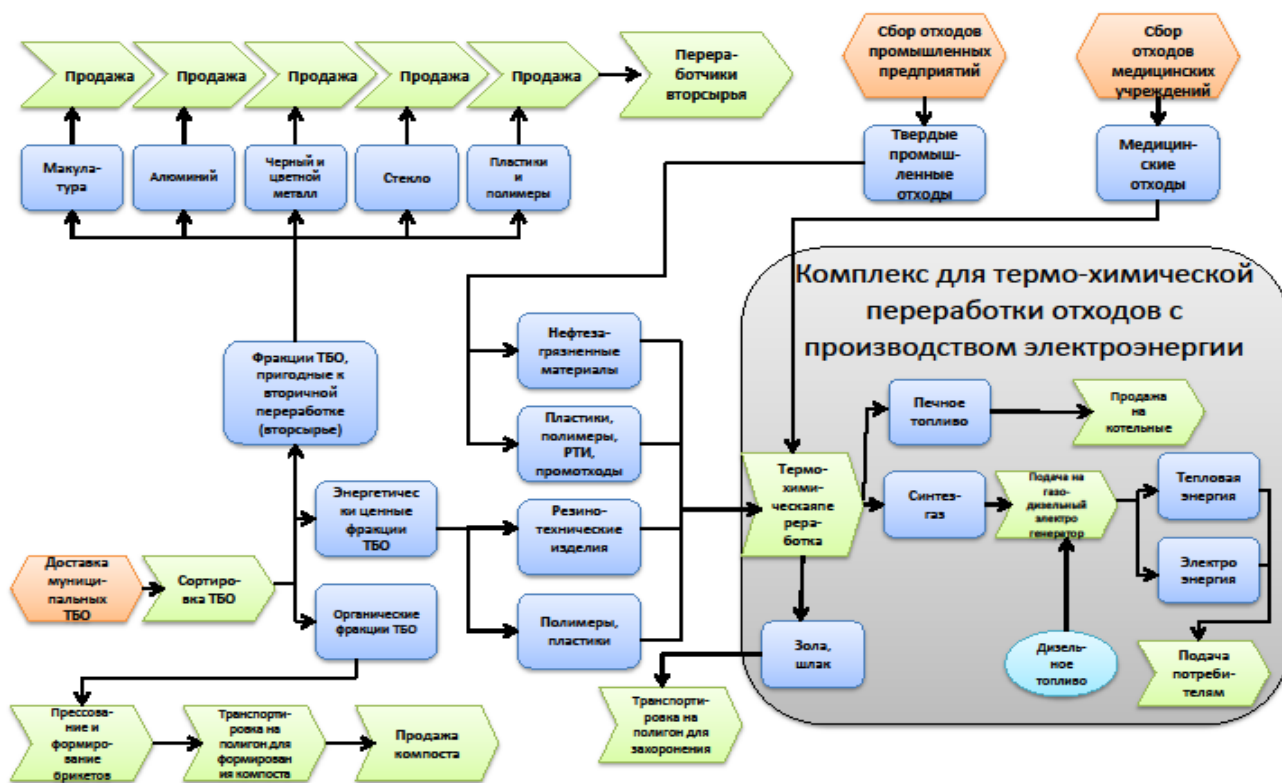 Продажа
Продажа
Продажа
Продажа
Продажа
Перера-
ботчики
вторсырья
Сбор отходов
промышленных
предприятий
Сбор
отходов
медицинских
учреждений
Макула-
тура
Алюминий
Черный и
цветной
металл
Стекло
Пластики
и
полимеры
Твердые
промыш-
ленные
отходы
Медицин-
ские
отходы
Комплекс для термо-химической
переработки отходов с
производством электроэнергии
Фракции ТБО,
пригодные к
вторичной
переработке
(вторсырье)
Нефтеза-
грязненные
материалы
Пластики,
полимеры,
РТИ,
промотходы
Печное
топливо
Продажа
на
котельные
Энергетичес
ки ценные
фракции
ТБО
Резино-
технические
изделия
Термо-
хими-
ческаяпе
рера-
ботка
Синтез-
газ
Подача на
газо-
дизельный
электро
генератор
Тепловая
энергия
Электро
энергия
Доставка
муници-
пальных
ТБО
Сортиро-
вка ТБО
Органические
фракции ТБО
Полимеры,
пластики
Зола,
шлак
Дизель-
ное
топливо
Подача
потреби-
телям
Прессова-
ние и
формиро-
вание
брикетов
Транспорти-
ровка на
полигон для
формирован
ия компоста
Продажа
компоста
Транспорти-
ровка на
полигон для
захоронения